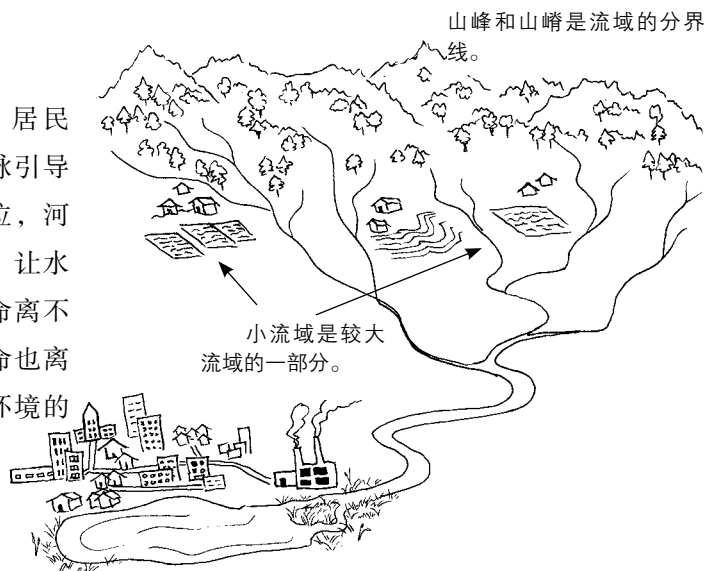 山峰和山嵴是流域的分界
线。
居民
脉引导
位，河
让水
命离不
命也离
环境的
小流域是较大
流域的一部分。